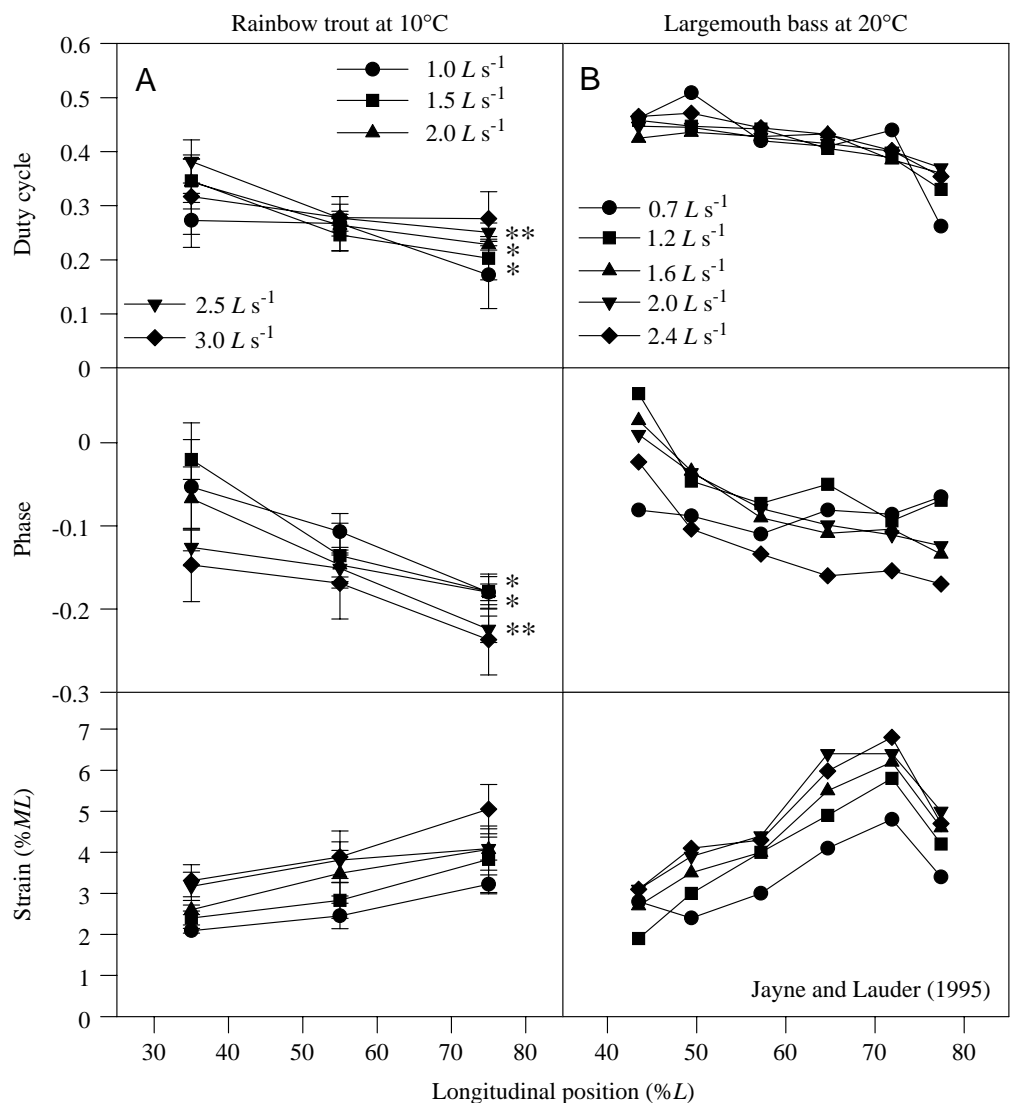 Rainbow trout at 10°C
Largemouth bass at 20°C
A
1.0 L s-1
1.5 L s-1
2.0 L s-1
2.5 L s-1
3.0 L s-1
**
*
*
Duty cycle
0.6
0.5
0.4
0.3
0.2
0.1
0
B
0.7 L s-1
1.2 L s-1
1.6 L s-1
2.0 L s-1
2.4 L s-1
Phase
0
-0.1
-0.2
-0.3
*
*
**
Strain (%ML)
7
6
5
4
3
2
1
0
Jayne and Lauder (1995)
30 40 50 60 70 80
40 50 60 70 80
Longitudinal position (%L)